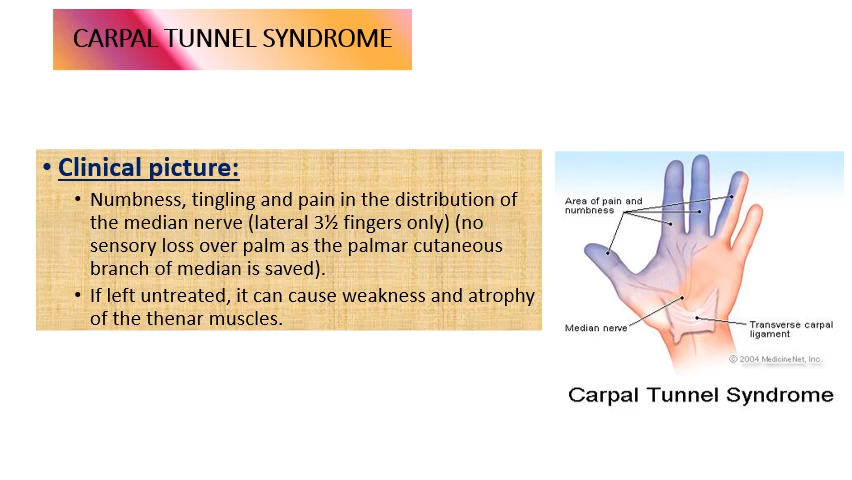 CARPAL TUNNEL SYNDROME
• Clinical picture:
• Numbness, tingling and pain in the distribution of
the median nerve (lateral 3½ fingers only) (no
sensory loss over palm as the palmar cutaneous
branch of median is saved).
• If left untreated, it can cause weakness and atrophy
of the thenar muscles.
Area of pain and
numbness
Median nerve
Transverse carpal
ligament
© 2004 MedicineNet, Inc.
Carpal Tunnel Syndrome